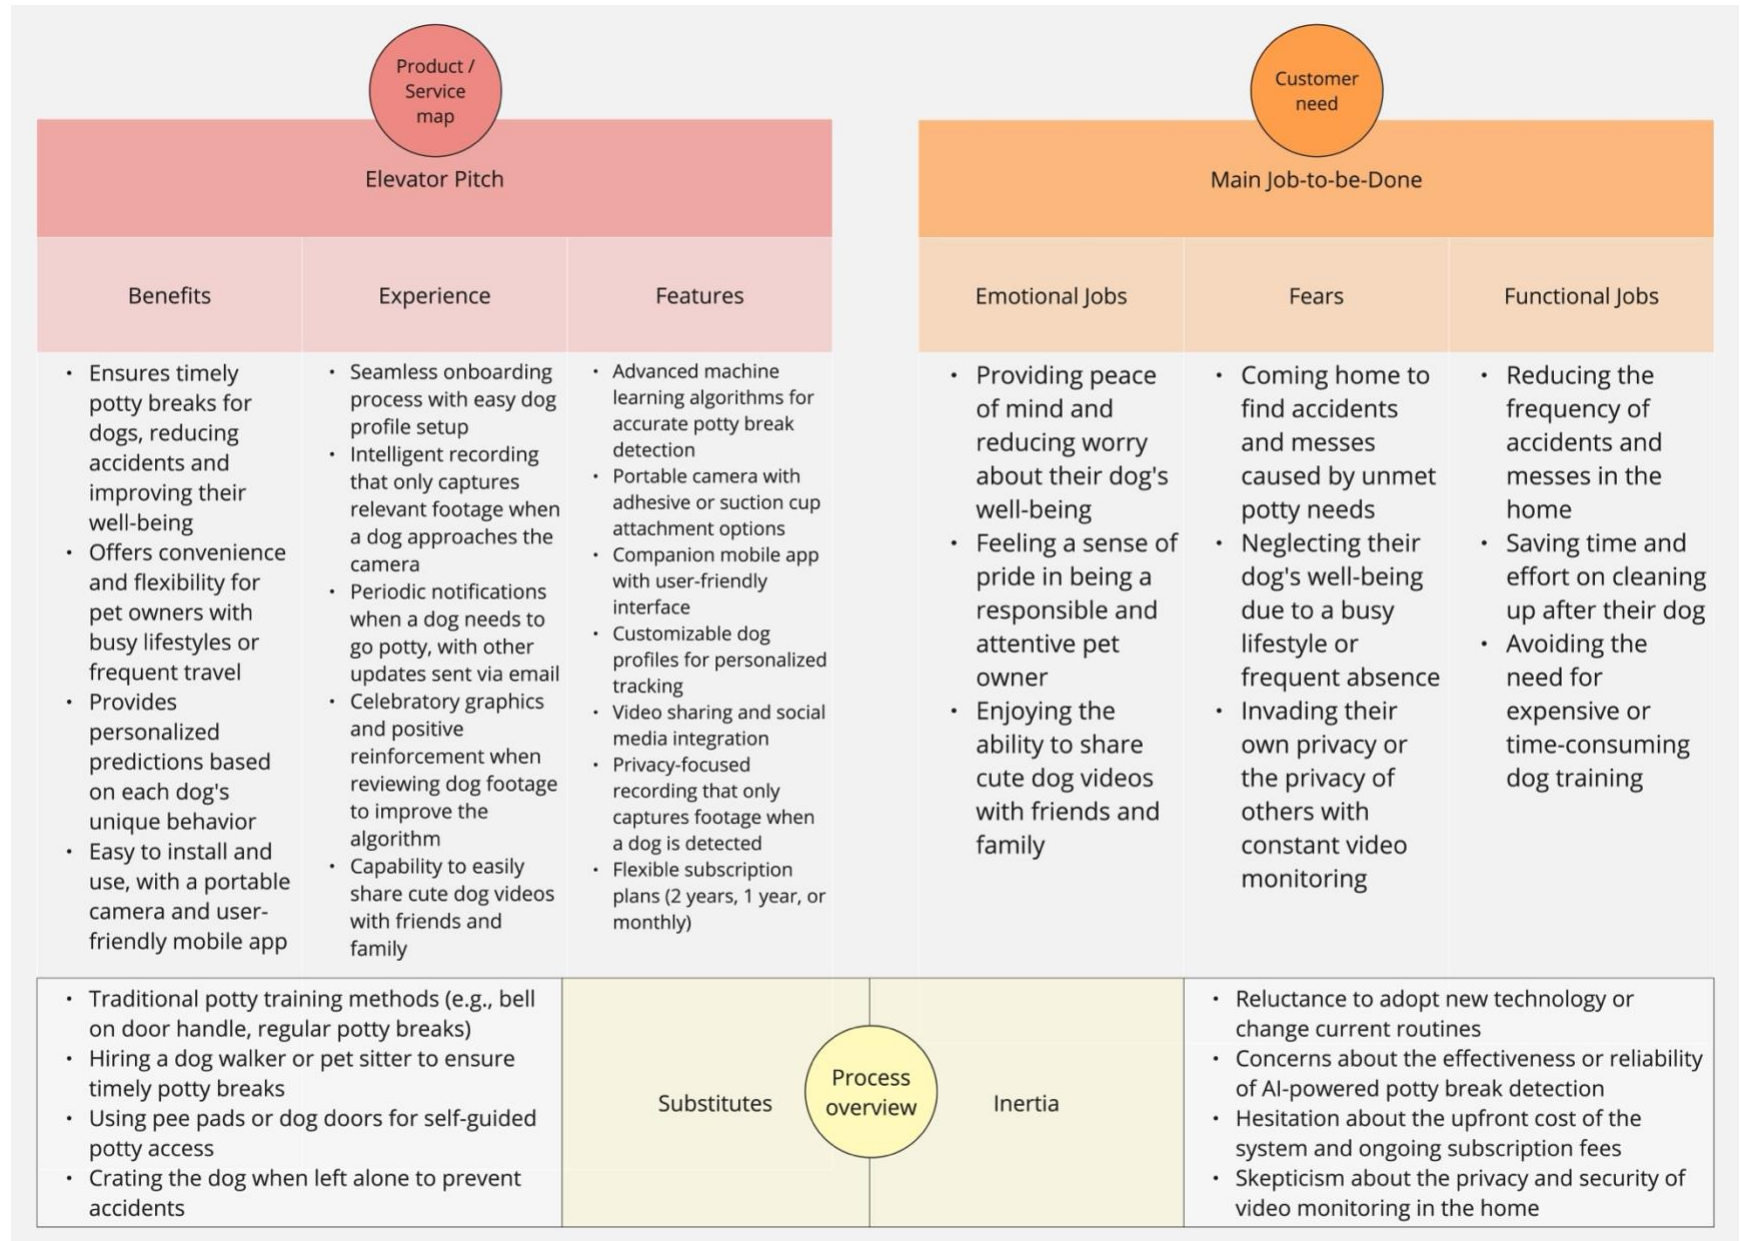 Product /
Service
map
Elevator Pitch
Benefits
Experience
Features
• Ensures timely
potty breaks for
dogs, reducing
accidents and
improving their
well-being
• Offers convenience
and flexibility for
pet owners with
busy lifestyles or
frequent travel
• Provides
personalized
predictions based
on each dog's
unique behavior
• Easy to install and
use, with a portable
camera and user-
friendly mobile app
• Seamless onboarding
process with easy dog
profile setup
• Intelligent recording
that only captures
relevant footage when
a dog approaches the
camera
• Periodic notifications
when a dog needs to
go potty, with other
updates sent via email
• Celebratory graphics
and positive
reinforcement when
reviewing dog footage
to improve the
algorithm
• Capability to easily
share cute dog videos
with friends and
family
• Advanced machine
learning algorithms for
accurate potty break
detection
• Portable camera with
adhesive or suction cup
attachment options
• Companion mobile app
with user-friendly
interface
• Customizable dog
profiles for personalized
tracking
• Video sharing and social
media integration
• Privacy-focused
recording that only
captures footage when
a dog is detected
• Flexible subscription
plans (2 years, 1 year, or
monthly)
Customer
need
Main Job-to-be-Done
Emotional Jobs
Fears
Functional Jobs
• Providing peace
of mind and
reducing worry
about their dog's
well-being
• Feeling a sense of
pride in being a
responsible and
attentive pet
owner
• Enjoying the
ability to share
cute dog videos
with friends and
family
• Coming home to
find accidents
and messes
caused by unmet
potty needs
• Neglecting their
dog's well-being
due to a busy
lifestyle or
frequent absence
• Invading their
own privacy or
the privacy of
others with
constant video
monitoring
• Reducing the
frequency of
accidents and
messes in the
home
• Saving time and
effort on cleaning
up after their dog
• Avoiding the
need for
expensive or
time-consuming
dog training
• Traditional potty training methods (e.g., bell
on door handle, regular potty breaks)
• Hiring a dog walker or pet sitter to ensure
timely potty breaks
• Using pee pads or dog doors for self-guided
potty access
• Crating the dog when left alone to prevent
accidents
Substitutes
Process
overview
Inertia
• Reluctance to adopt new technology or
change current routines
• Concerns about the effectiveness or reliability
of AI-powered potty break detection
• Hesitation about the upfront cost of the
system and ongoing subscription fees
• Skepticism about the privacy and security of
video monitoring in the home